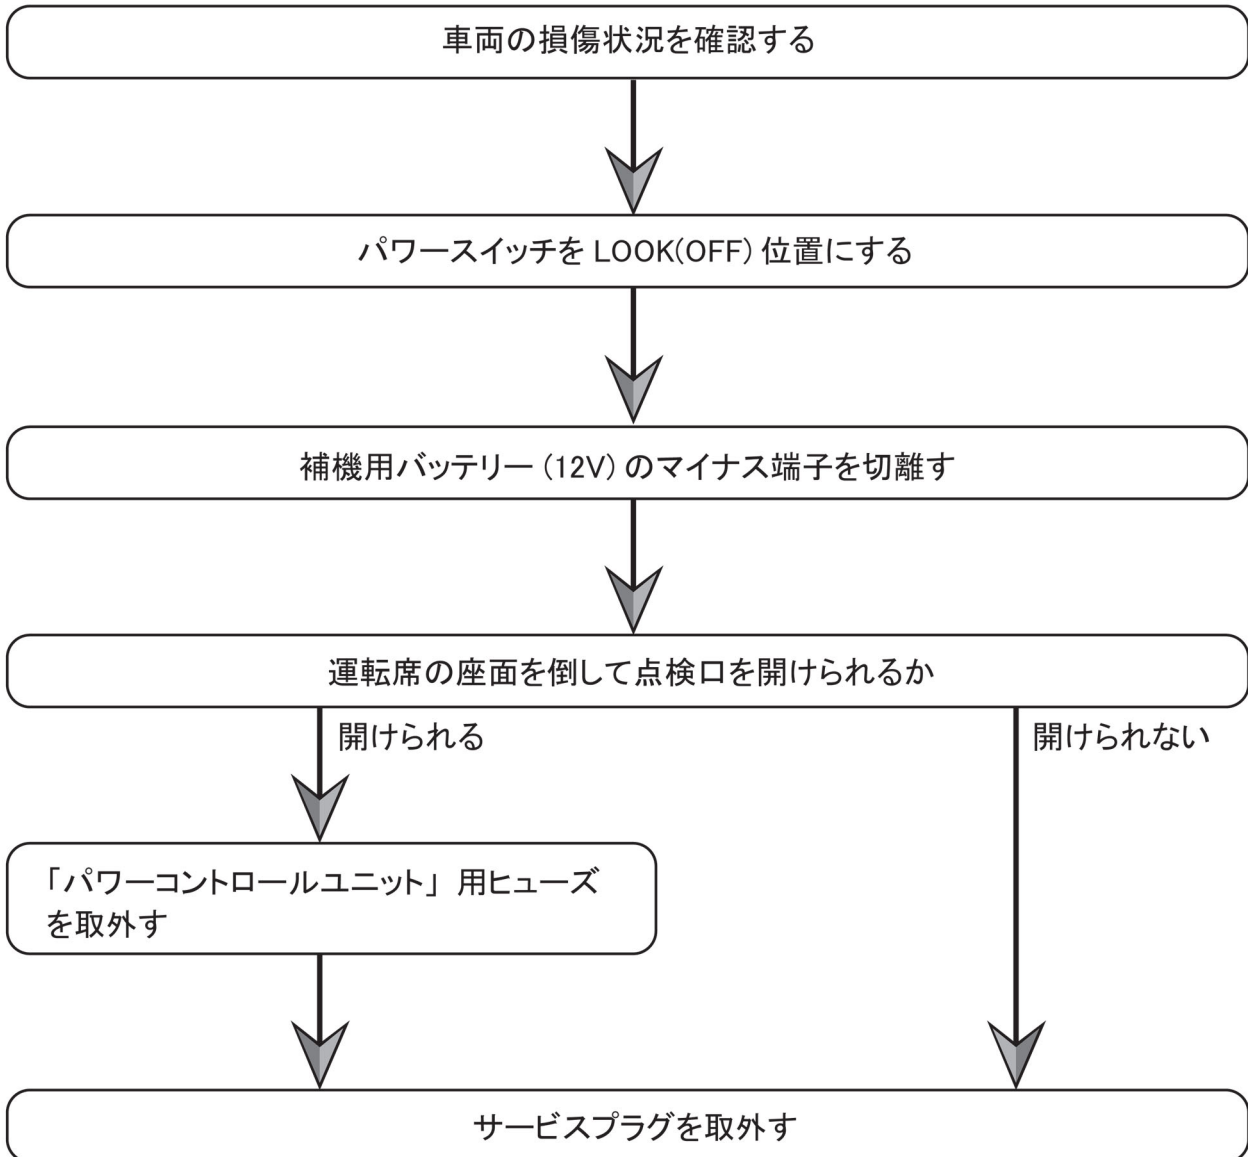 車両の損傷状況を確認する
パワースイッチを LOOK(OFF) 位置にする
補機用バッテリー (12V) のマイナス端子を切離す
運転席の座面を倒して点検口を開けられるか
開けられる
開けられない
「パワーコントロールユニット」 用ヒューズ
を取外す
サービスプラグを取外す